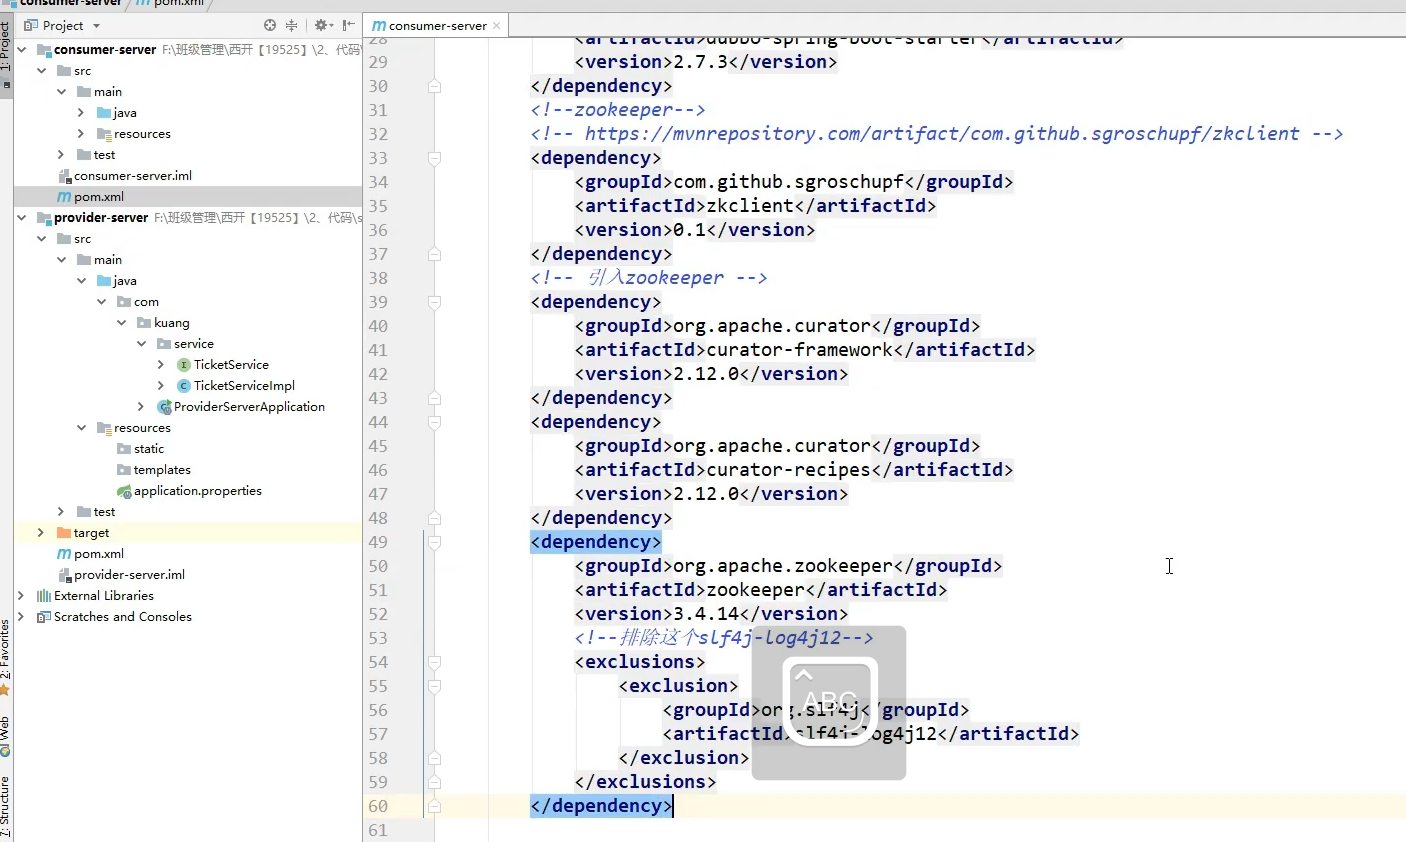 consumer-server pom.xml
Project
consumer-server
1: Project
consumer-server F:\班级管理\西开【19525】\2、代码\
src
main
java
resources
test
consumer-server.iml
pom.xml
provider-server F:\班级管理\西开【19525】\2、代码\s
src
main
java
com
kuang
service
TicketService
TicketServiceImpl
ProviderServerApplication
resources
static
templates
application.properties
test
target
pom.xml
provider-server.iml
External Libraries
Scratches and Consoles
2: Favorites
Web
7: Structure
28 <artifactId>dubbo-spring-boot-starter</artifactId>
29 <version>2.7.3</version>
30 </dependency>
31 <!--zookeeper-->
32 <!-- https://mvnrepository.com/artifact/com.github.sgroschupf/zkclient -->
33 <dependency>
34 <groupId>com.github.sgroschupf</groupId>
35 <artifactId>zkclient</artifactId>
36 <version>0.1</version>
37 </dependency>
38 <!-- 引入zookeeper -->
39 <dependency>
40 <groupId>org.apache.curator</groupId>
41 <artifactId>curator-framework</artifactId>
42 <version>2.12.0</version>
43 </dependency>
44 <dependency>
45 <groupId>org.apache.curator</groupId>
46 <artifactId>curator-recipes</artifactId>
47 <version>2.12.0</version>
48 </dependency>
49 <dependency>
50 <groupId>org.apache.zookeeper</groupId>
51 <artifactId>zookeeper</artifactId>
52 <version>3.4.14</version>
53 <!--排除这个slf4j-log4j12-->
54 <exclusions>
55 <exclusion>
56 <groupId>org.slf4j</groupId>
57 <artifactId>slf4j-log4j12</artifactId>
58 </exclusion>
59 </exclusions>
60 </dependency>
61
ABC